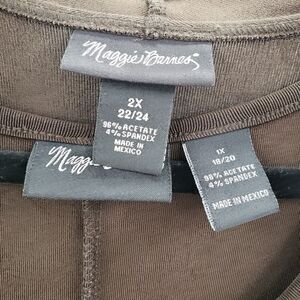 Maggie Barnes
2X
22/24
96% ACETATE
4% SPANDEX
MADE IN
MEXICO
Magg
1X
18/20
96% ACETATE
4% SPANDEX
MADE IN MEXICO